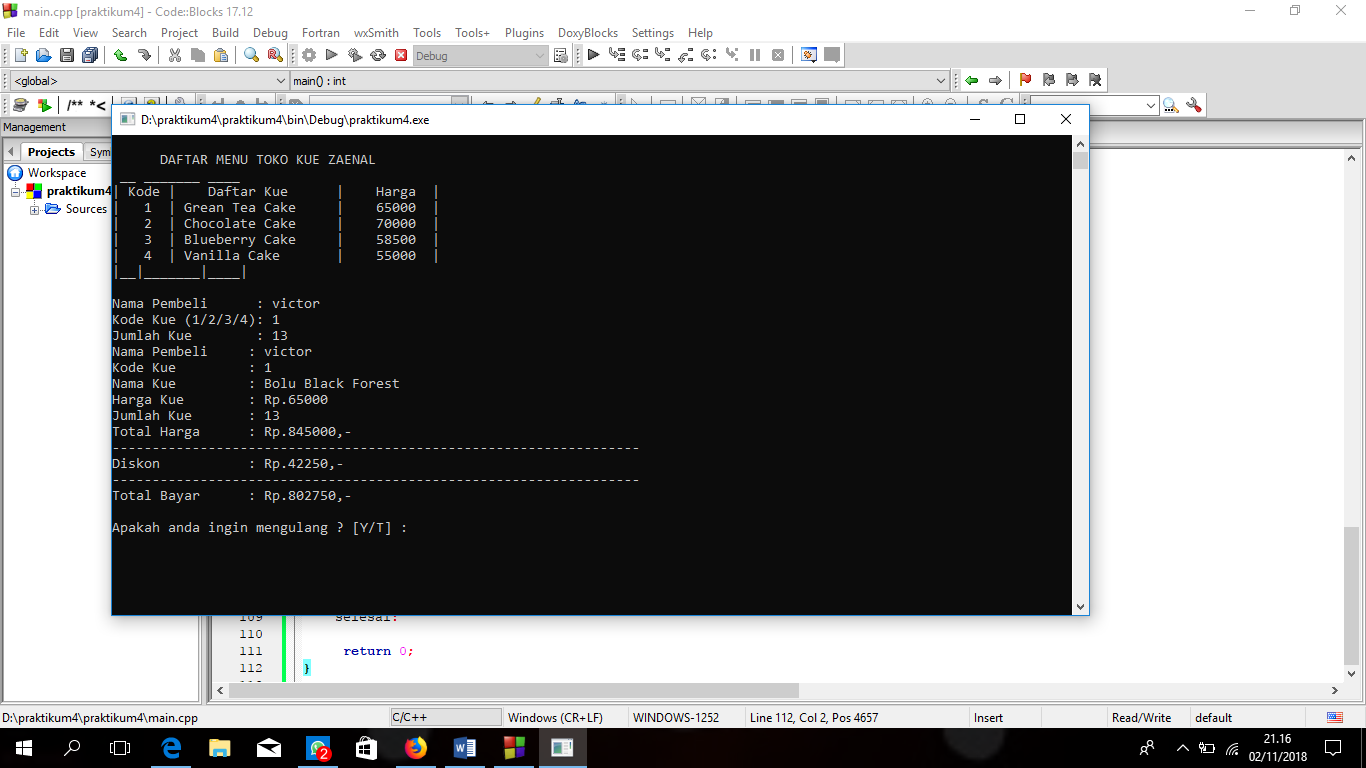 main.cpp [praktikum4] - Code::Blocks 17.12
File Edit View Search Project Build Debug Fortran wxSmith Tools Tools+ Plugins DoxyBlocks Settings Help
Debug
<global>
main() : int
/** *<
Management
D:\praktikum4\praktikum4\bin\Debug\praktikum4.exe
Projects Sym
Workspace
praktikum4
Sources
DAFTAR MENU TOKO KUE ZAENAL
__ _______ ____
| Kode | Daftar Kue | Harga |
| 1 | Grean Tea Cake | 65000 |
| 2 | Chocolate Cake | 70000 |
| 3 | Blueberry Cake | 58500 |
| 4 | Vanilla Cake | 55000 |
|__|_______|____|
Nama Pembeli : victor
Kode Kue (1/2/3/4): 1
Jumlah Kue : 13
Nama Pembeli : victor
Kode Kue : 1
Nama Kue : Bolu Black Forest
Harga Kue : Rp.65000
Jumlah Kue : 13
Total Harga : Rp.845000,-
------------------------------------------------------------------
Diskon : Rp.42250,-
------------------------------------------------------------------
Total Bayar : Rp.802750,-
Apakah anda ingin mengulang ? [Y/T] :
109 selesai:
110
111 return 0;
112 }
D:\praktikum4\praktikum4\main.cpp C/C++ Windows (CR+LF) WINDOWS-1252 Line 112, Col 2, Pos 4657 Insert Read/Write default
2
21.16
02/11/2018